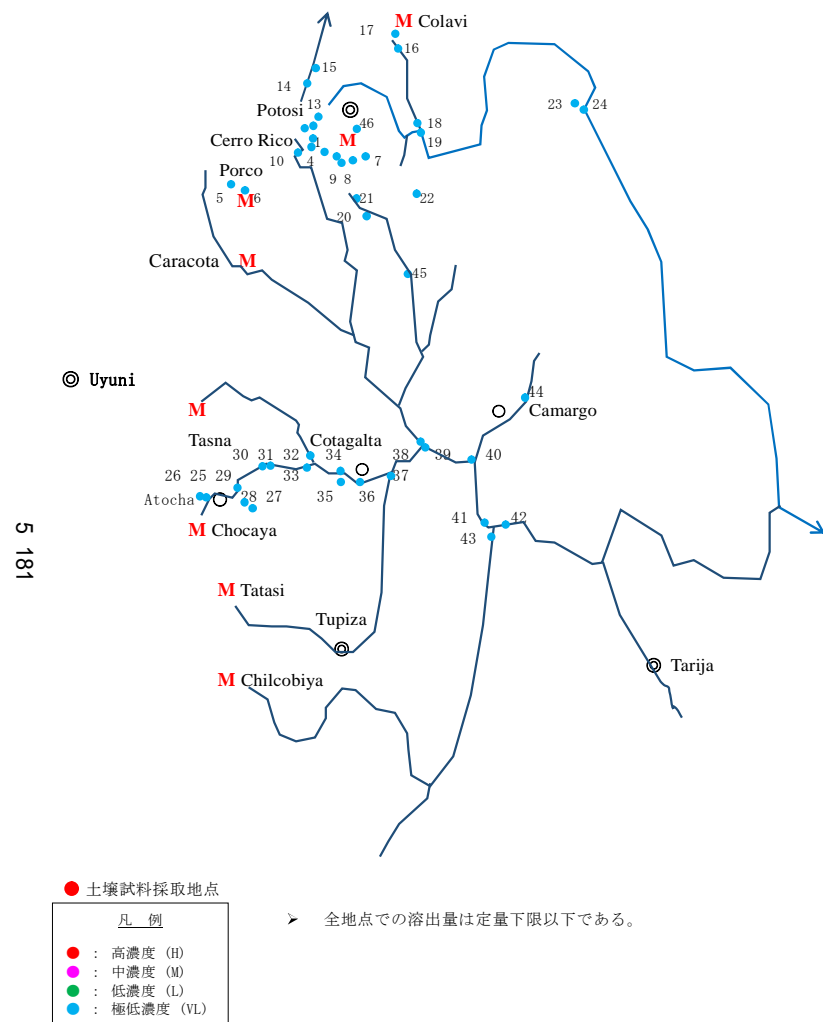 17 M Colavi
16
15
14
13
Potosi
46
18
23 24
M
19
Cerro Rico 1
10 4 7
Porco 9 8
5 6
M
21
22
20
Caracota M
45
Uyuni
M
44
Camargo
Tasna Cotagalta
30 31 32 34 38 39 40
33
26 25 29 35 36 37
Atocha 28 27
M Chocaya
41 42
43
M Tatasi
Tupiza
Tarija
M Chilcobiya
5 181
土壌試料採取地点
凡 例
➢ 全地点での溶出量は定量下限以下である。
: 高濃度 (H)
: 中濃度 (M)
: 低濃度 (L)
: 極低濃度 (VL)